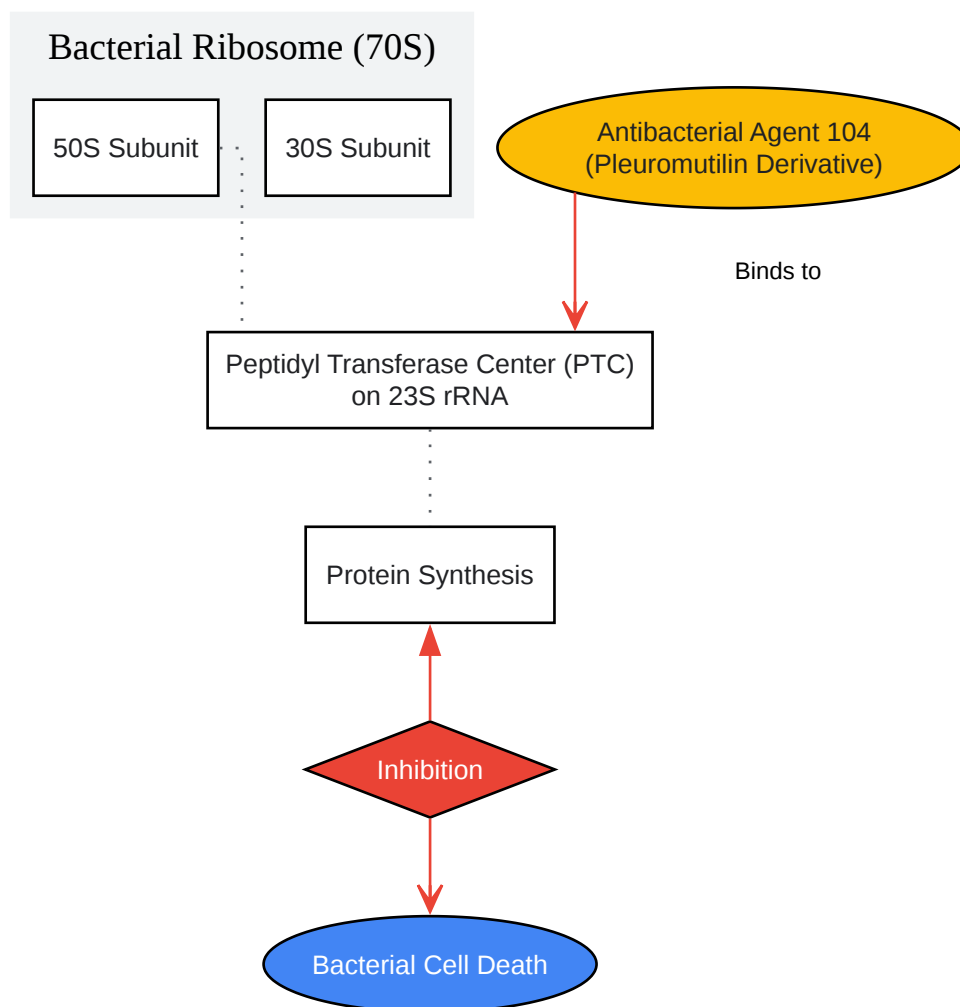 Bacterial Ribosome (70S)
50S Subunit
30S Subunit
Antibacterial Agent 104
(Pleuromutilin Derivative)
Binds to
Peptidyl Transferase Center (PTC)
on 23S rRNA
Protein Synthesis
Inhibition
Bacterial Cell Death